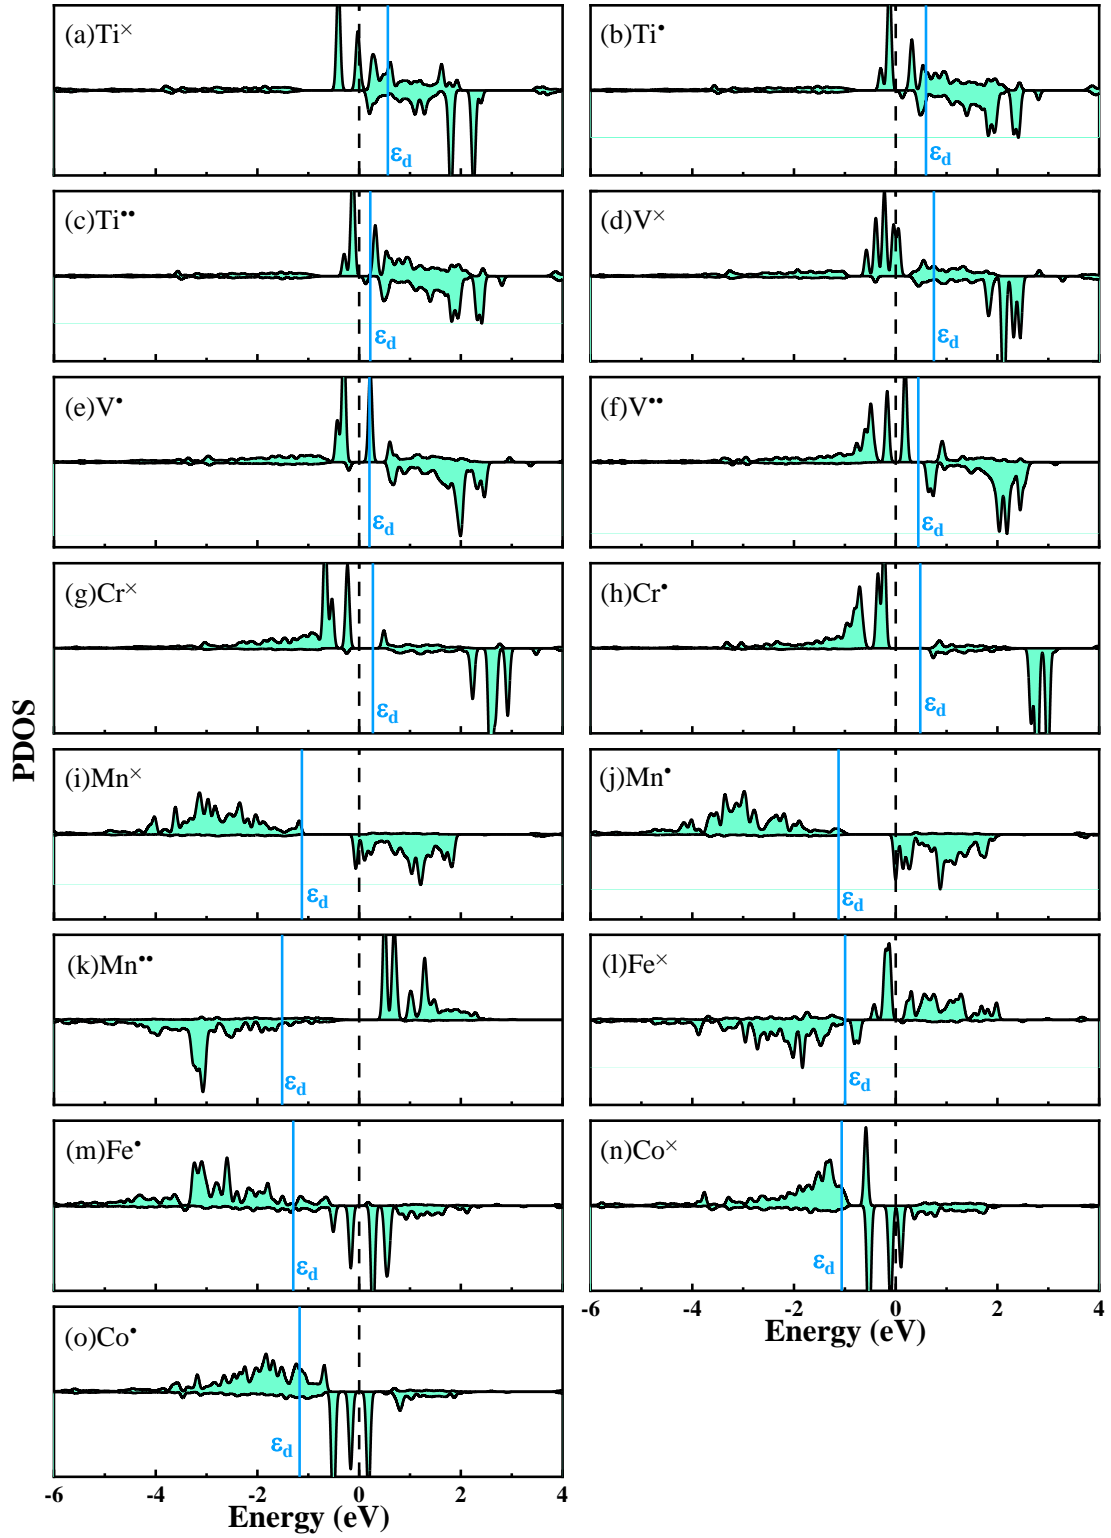 (a)Ti×
εd
(b)Ti•
εd
(c)Ti••
εd
(d)V×
εd
(e)V•
εd
(f)V••
εd
(g)Cr×
εd
(h)Cr•
εd
PDOS
(i)Mn×
εd
(j)Mn•
εd
(k)Mn••
εd
(l)Fe×
εd
(m)Fe•
εd
(n)Co×
εd
-6 -4 -2 0 2 4
Energy (eV)
(o)Co•
εd
-6 -4 -2 0 2 4
Energy (eV)